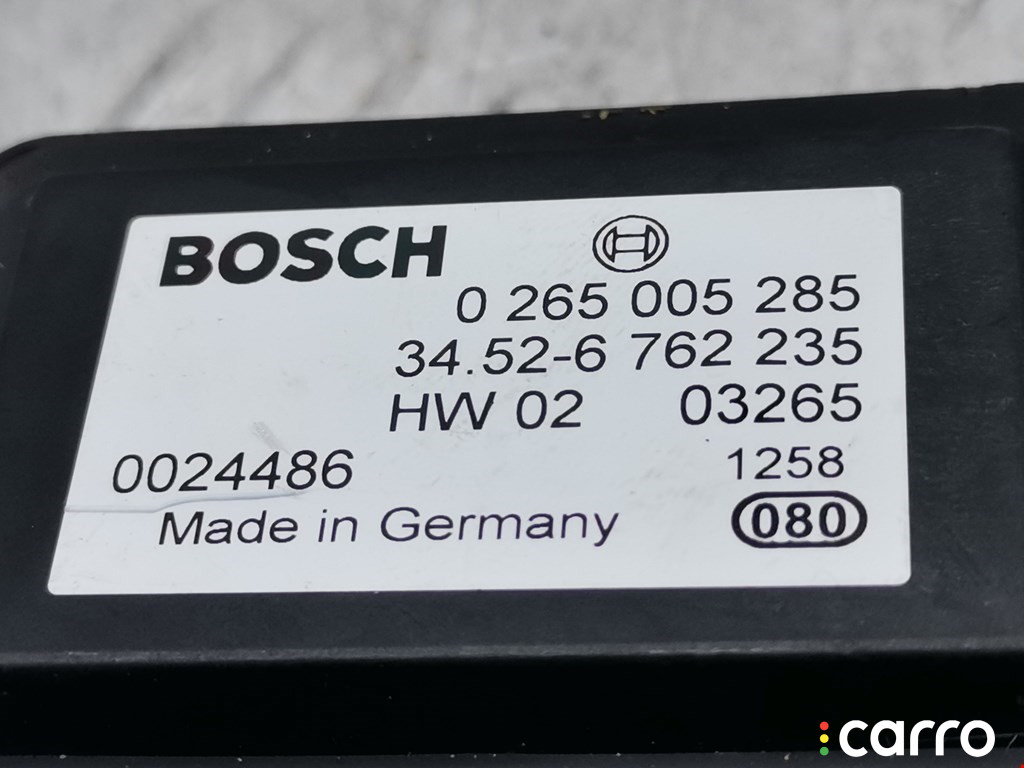 BOSCH
0 265 005 285
34.52-6 762 235
HW 02 03265
0024486 1258
Made in Germany 080
carro